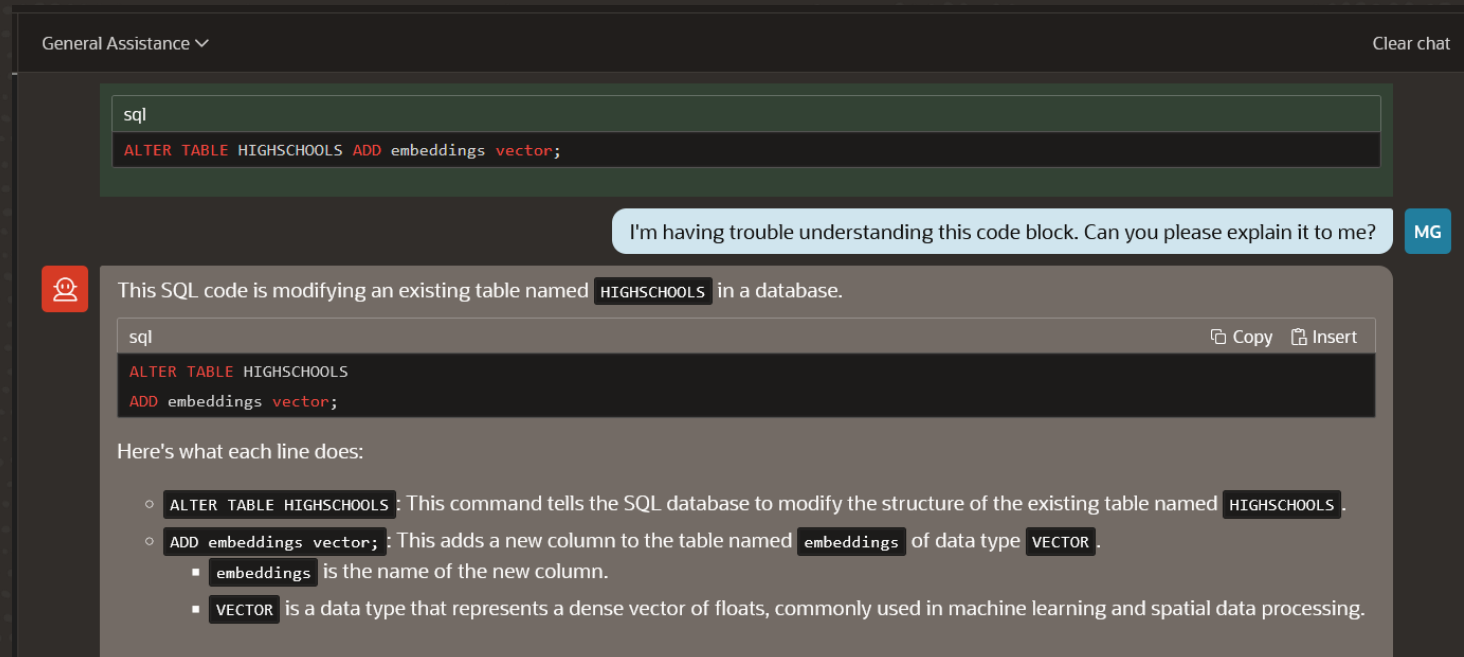 General Assistance
Clear chat
sql
ALTER TABLE HIGHSCHOOLS ADD embeddings vector;
I'm having trouble understanding this code block. Can you please explain it to me?
MG
This SQL code is modifying an existing table named HIGHSCHOOLS in a database.
sql
Copy Insert
ALTER TABLE HIGHSCHOOLS
ADD embeddings vector;
Here's what each line does:
ALTER TABLE HIGHSCHOOLS: This command tells the SQL database to modify the structure of the existing table named HIGHSCHOOLS.
ADD embeddings vector;: This adds a new column to the table named embeddings of data type VECTOR.
embeddings is the name of the new column.
VECTOR is a data type that represents a dense vector of floats, commonly used in machine learning and spatial data processing.